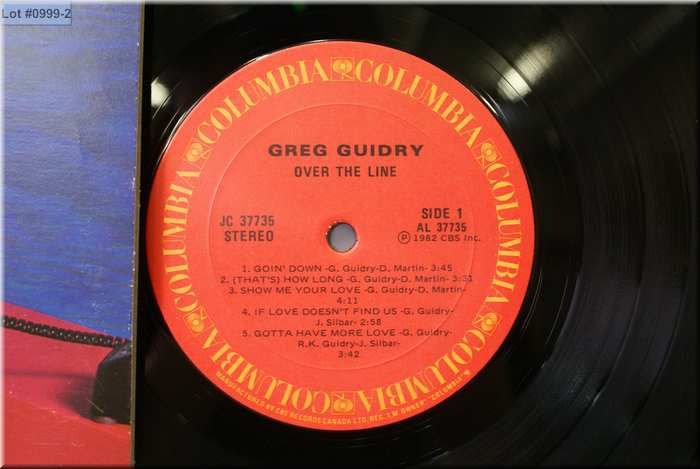 Lot #0999-2
COLUMBIA COLUMBIA COLUMBIA COLUMBIA COLUMBIA COLUMBIA
GREG GUIDRY
OVER THE LINE
JC 37735
STEREO
SIDE 1
AL 37735
Ⓟ 1982 CBS Inc.
1. GOIN' DOWN -G. Guidry-D. Martin- 3:45
2. (THAT'S) HOW LONG -G. Guidry-D. Martin- 3:31
3. SHOW ME YOUR LOVE -G. Guidry-D. Martin-
4:11
4. IF LOVE DOESN'T FIND US -G. Guidry-
J. Silbar- 2:58
5. GOTTA HAVE MORE LOVE -G. Guidry-
R.K. Guidry-J. Silbar-
3:42
MANUFACTURED BY CBS RECORDS CANADA LTD. REG. T.M. OWNER "COLUMBIA"